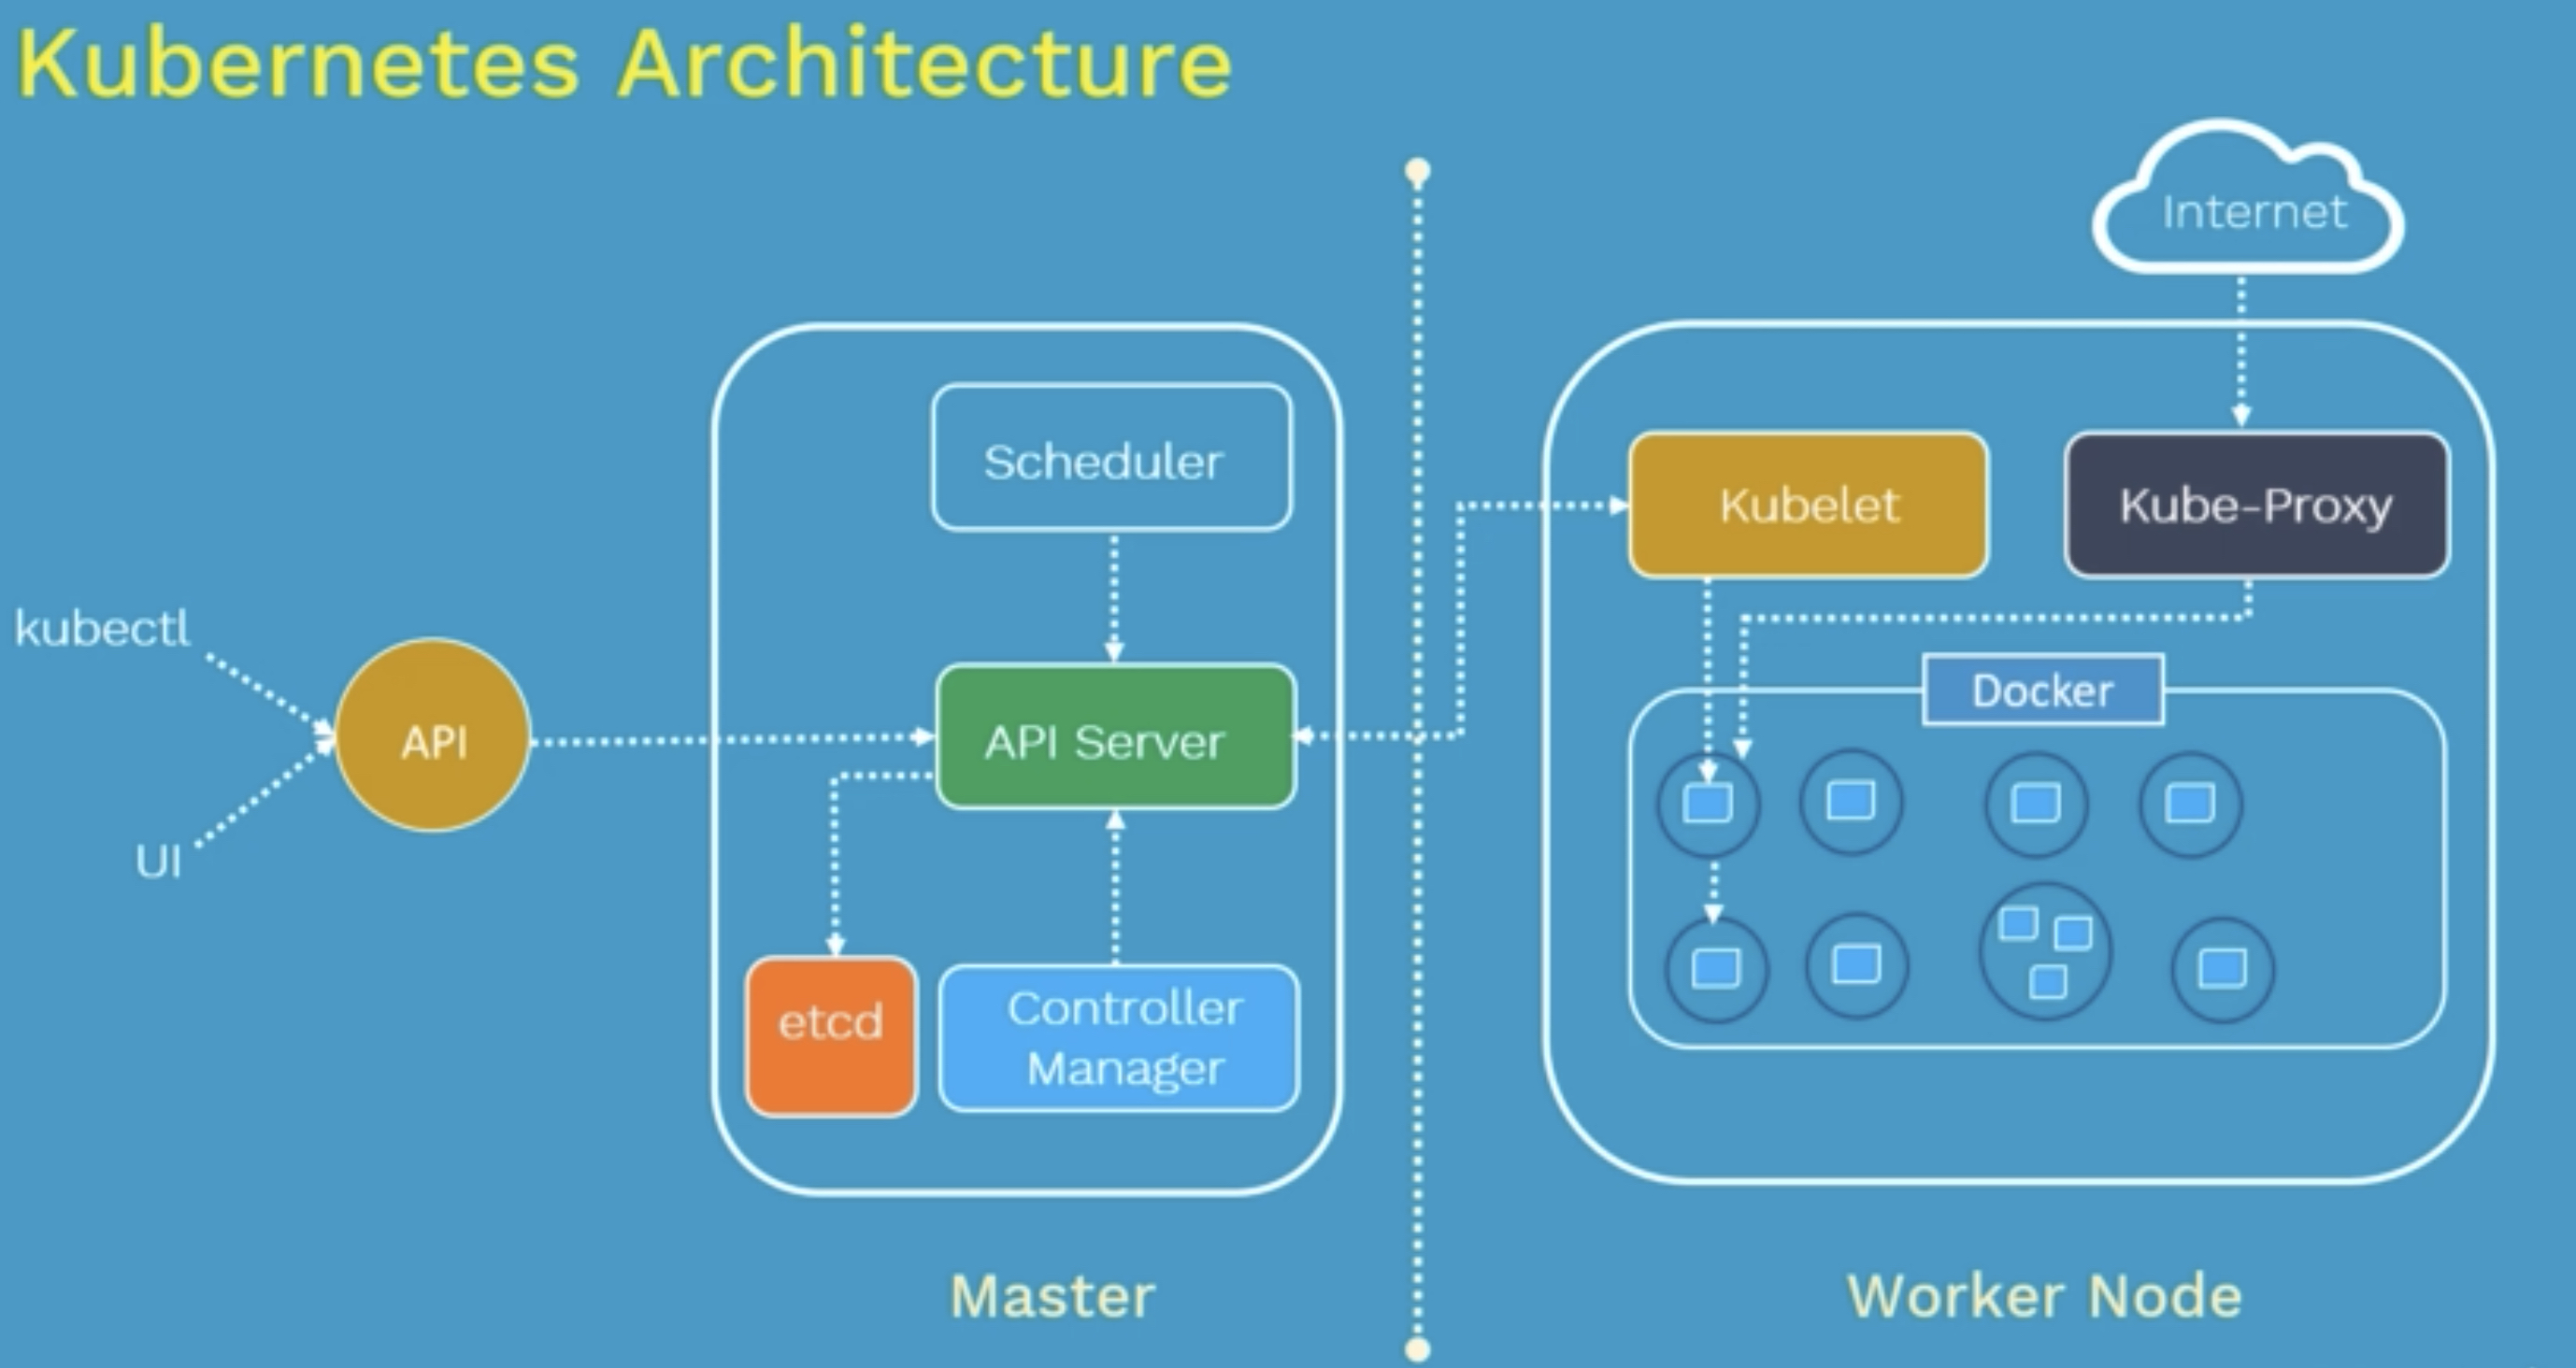 Kubernetes Architecture
Internet
Scheduler
Kubelet
Kube-Proxy
kubectl
API
UI
API Server
Docker
etcd
Controller
Manager
Master
Worker Node